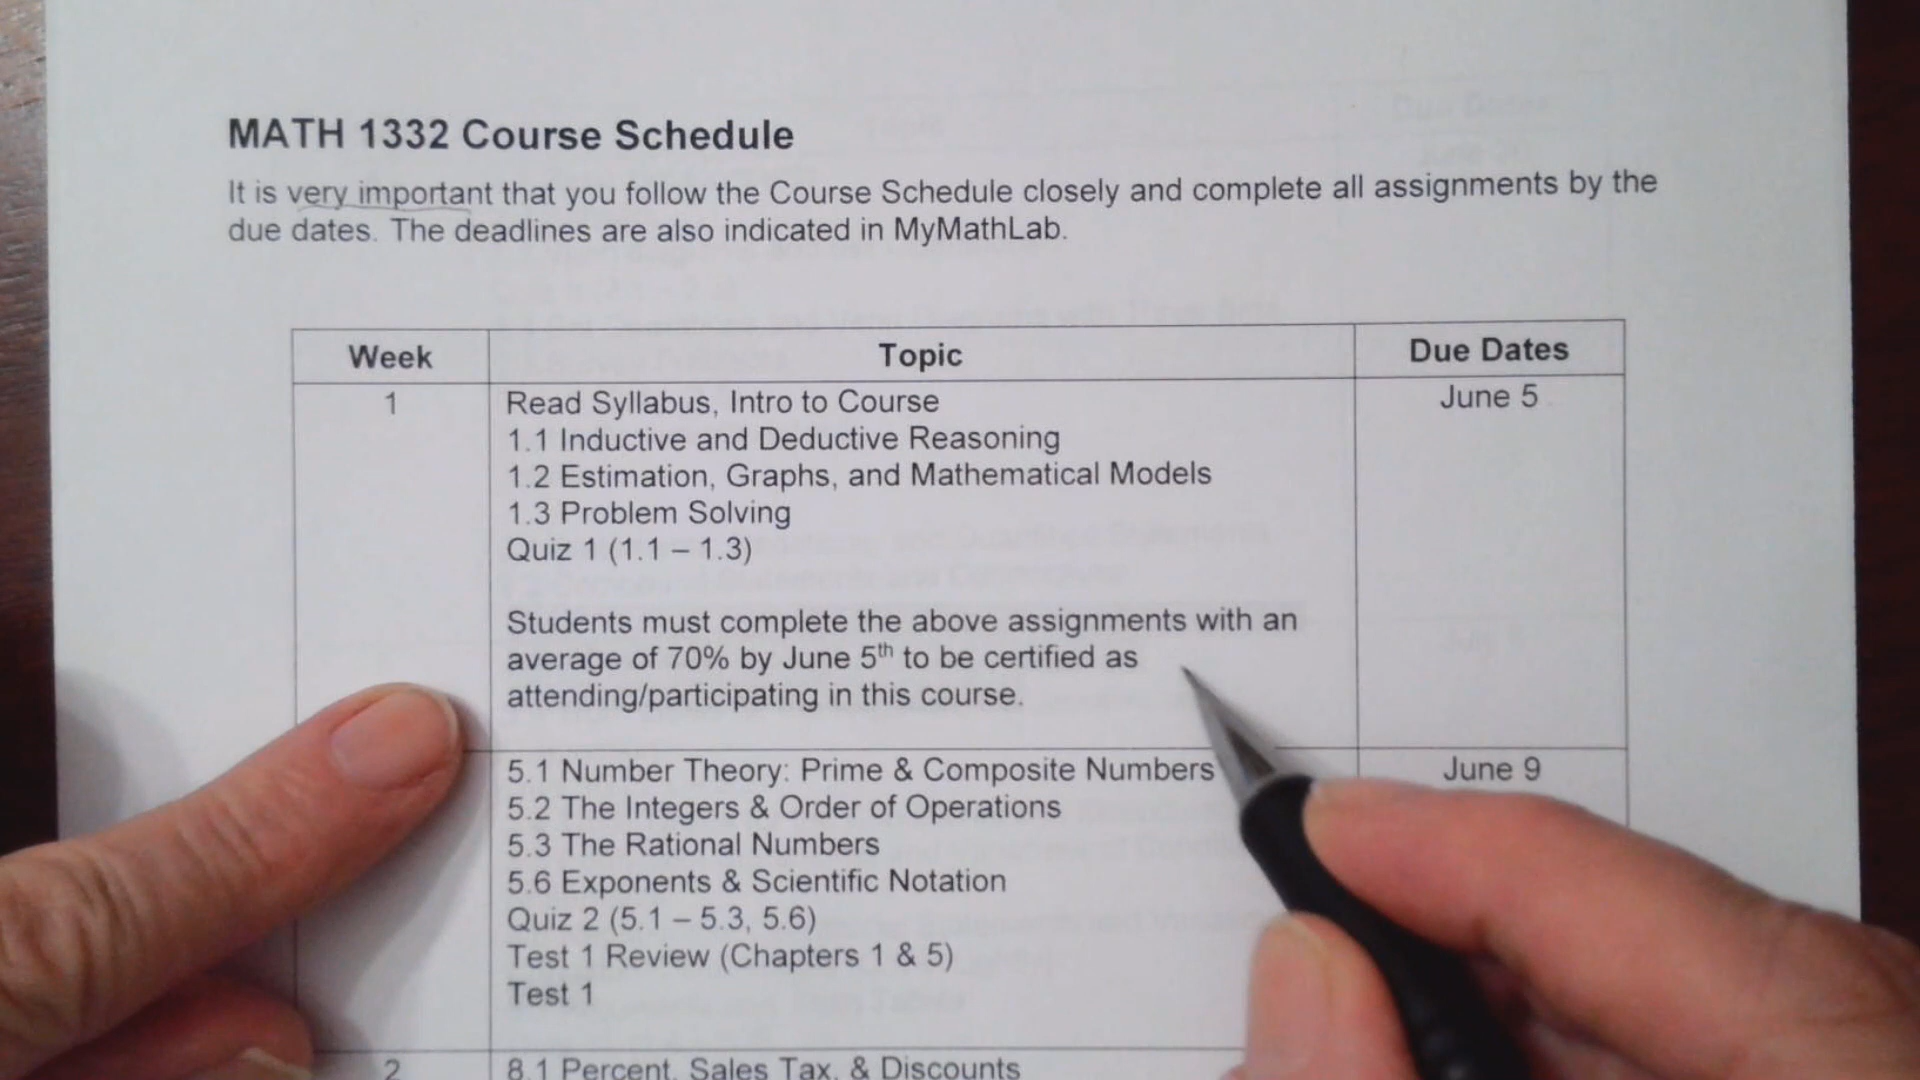 MATH 1332 Course Schedule
It is very important that you follow the Course Schedule closely and complete all assignments by the
due dates. The deadlines are also indicated in MyMathLab.
Week Topic Due Dates
1 Read Syllabus, Intro to Course June 5
1.1 Inductive and Deductive Reasoning
1.2 Estimation, Graphs, and Mathematical Models
1.3 Problem Solving
Quiz 1 (1.1 – 1.3)
Students must complete the above assignments with an
average of 70% by June 5th to be certified as
attending/participating in this course.
5.1 Number Theory: Prime & Composite Numbers June 9
5.2 The Integers & Order of Operations
5.3 The Rational Numbers
5.6 Exponents & Scientific Notation
Quiz 2 (5.1 – 5.3, 5.6)
Test 1 Review (Chapters 1 & 5)
Test 1
2 8.1 Percent, Sales Tax, & Discounts